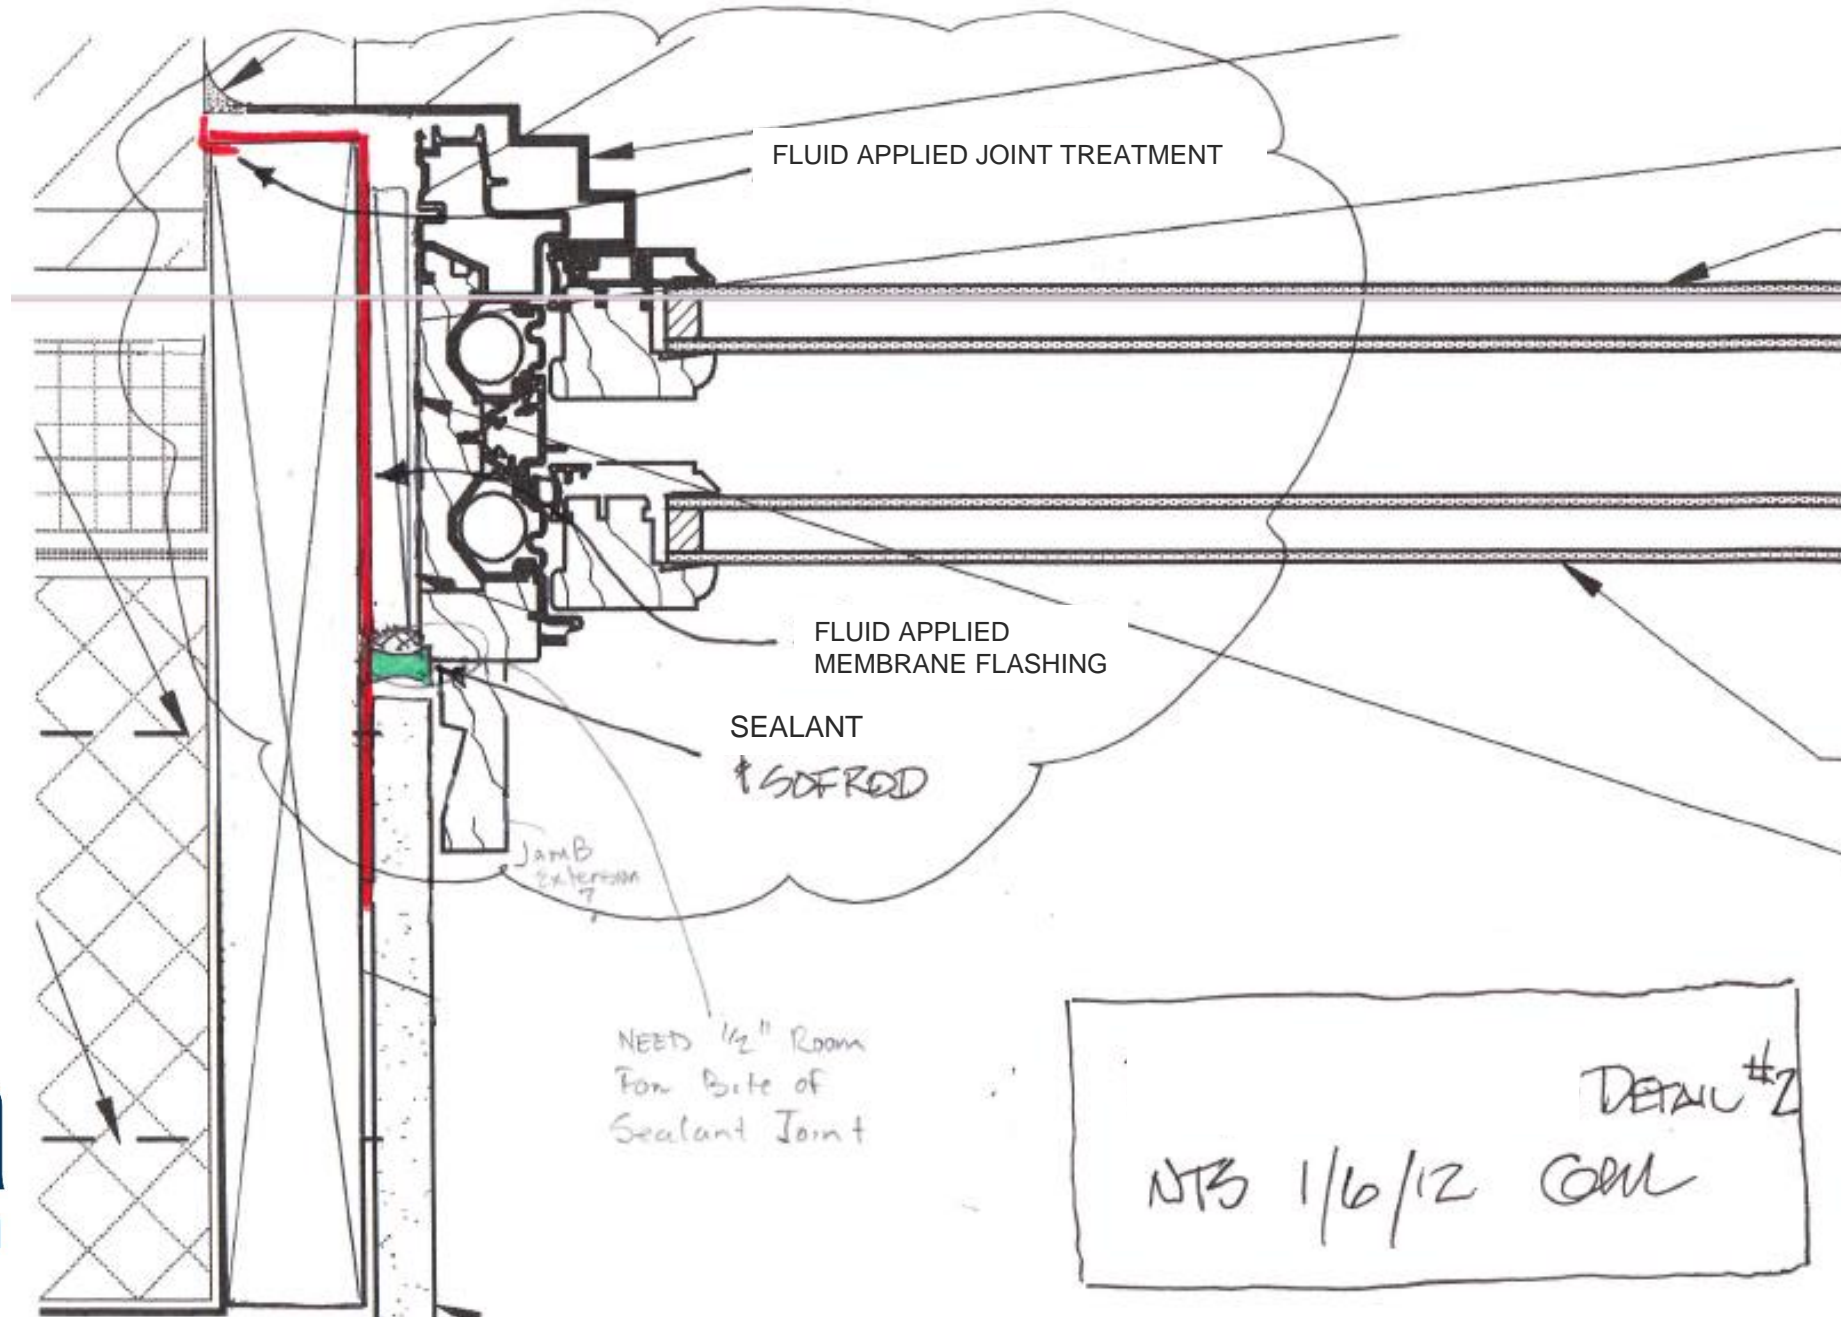 FLUID APPLIED JOINT TREATMENT
FLUID APPLIED
MEMBRANE FLASHING
SEALANT
& SOFROD
JamB
Extension
?
NEED 1/2" Room
For Bite of
Sealant Joint
DETAIL #2
NTS 1/6/12